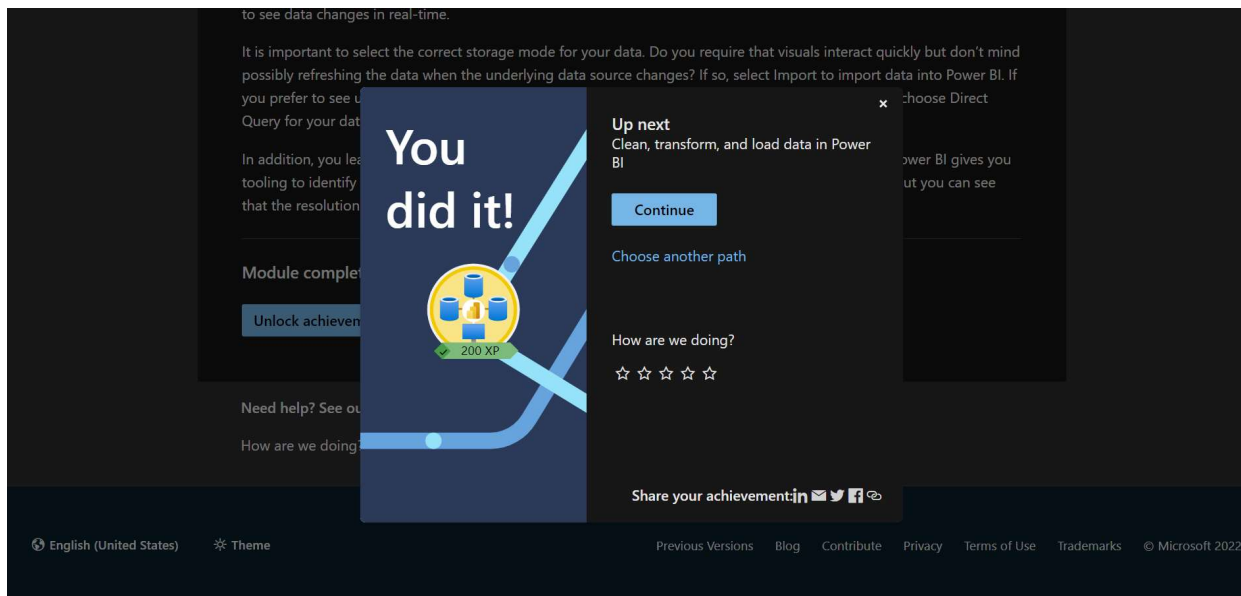 to see data changes in real-time.
It is important to select the correct storage mode for your data. Do you require that visuals interact quickly but don't mind
possibly refreshing the data when the underlying data source changes? If so, select Import to import data into Power BI. If
you prefer to see u
choose Direct
Query for your dat
In addition, you lea
ower BI gives you
tooling to identify
ut you can see
that the resolution
Module complet
Unlock achievem
Need help? See ou
How are we doing?
You
did it!
200 XP
×
Up next
Clean, transform, and load data in Power
BI
Continue
Choose another path
How are we doing?
Share your achievement:
English (United States)
Theme
Previous Versions
Blog
Contribute
Privacy
Terms of Use
Trademarks
© Microsoft 2022